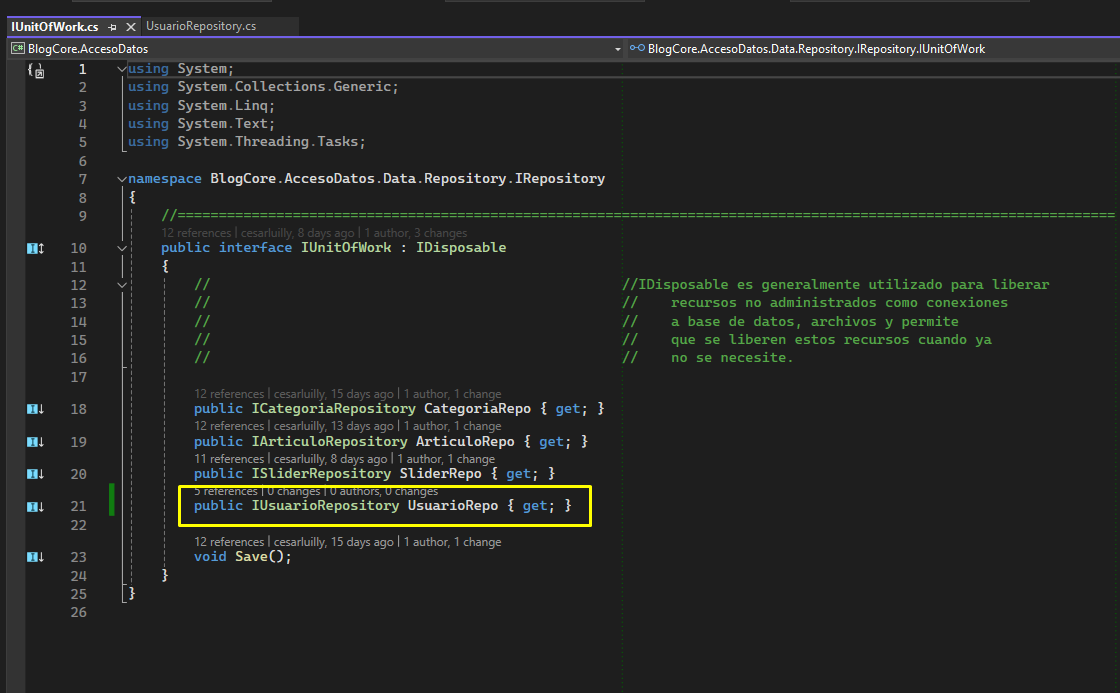 IUnitOfWork.cs
UsuarioRepository.cs
C# BlogCore.AccesoDatos
BlogCore.AccesoDatos.Data.Repository.IRepository.IUnitOfWork
1 using System;
2 using System.Collections.Generic;
3 using System.Linq;
4 using System.Text;
5 using System.Threading.Tasks;
6
7 namespace BlogCore.AccesoDatos.Data.Repository.IRepository
8 {
9 //==================================================================================================================
12 references | cesarluilly, 8 days ago | 1 author, 3 changes
10 public interface IUnitOfWork : IDisposable
11 {
12 // //IDisposable es generalmente utilizado para liberar
13 // // recursos no administrados como conexiones
14 // // a base de datos, archivos y permite
15 // // que se liberen estos recursos cuando ya
16 // // no se necesite.
17
12 references | cesarluilly, 15 days ago | 1 author, 1 change
18 public ICategoriaRepository CategoriaRepo { get; }
12 references | cesarluilly, 13 days ago | 1 author, 1 change
19 public IArticuloRepository ArticuloRepo { get; }
11 references | cesarluilly, 8 days ago | 1 author, 1 change
20 public ISliderRepository SliderRepo { get; }
5 references | 0 changes | 0 authors, 0 changes
21 public IUsuarioRepository UsuarioRepo { get; }
22
12 references | cesarluilly, 15 days ago | 1 author, 1 change
23 void Save();
24 }
25 }
26